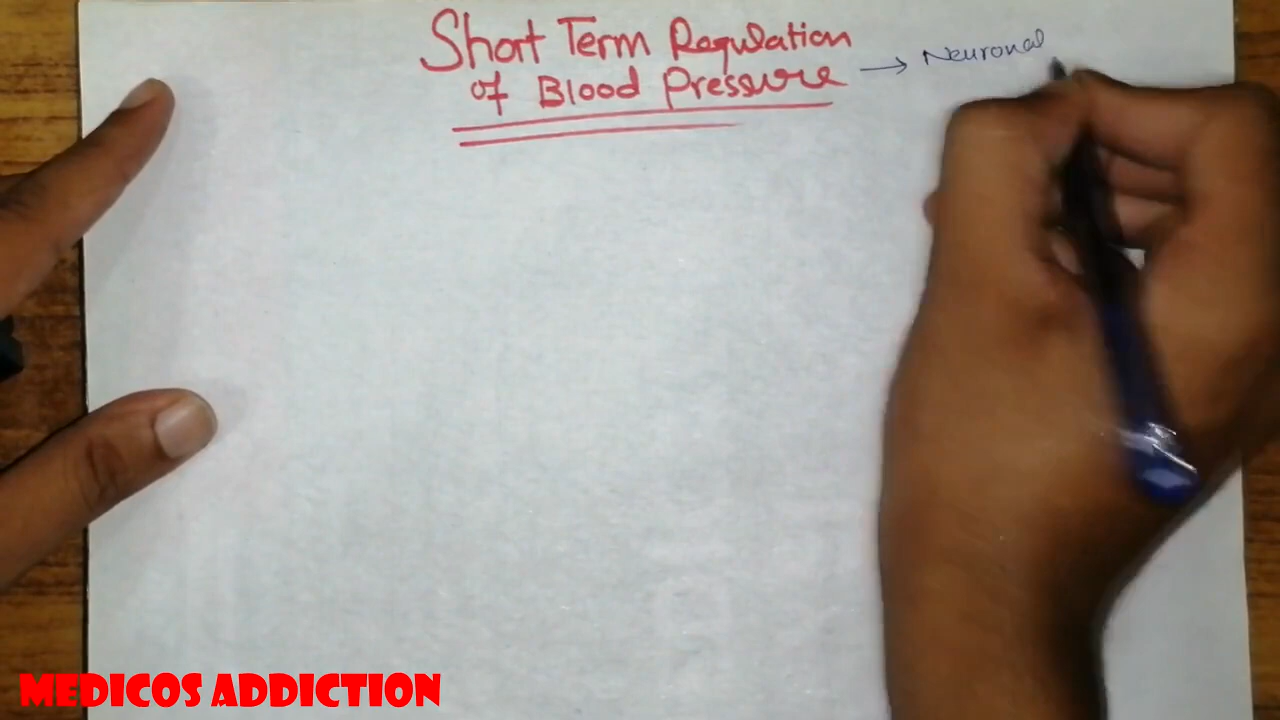 Short Term Regulation
of Blood Pressure → Neuronal
MEDICOS ADDICTION